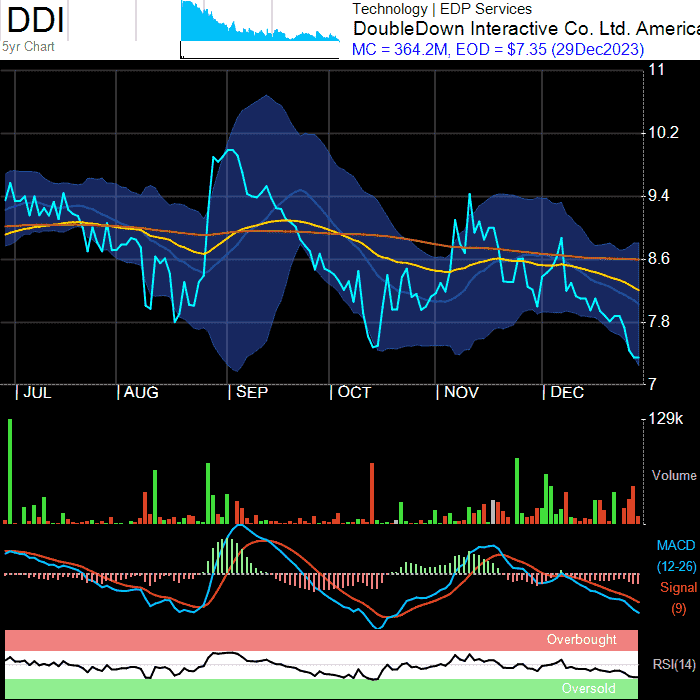 DDI
5yr Chart
Technology | EDP Services
DoubleDown Interactive Co. Ltd. America
MC = 364.2M, EOD = $7.35 (29Dec2023)
11
10.2
9.4
8.6
7.8
7
JUL
AUG
SEP
OCT
NOV
DEC
129k
Volume
MACD
(12-26)
Signal
(9)
Overbought
RSI(14)
Oversold